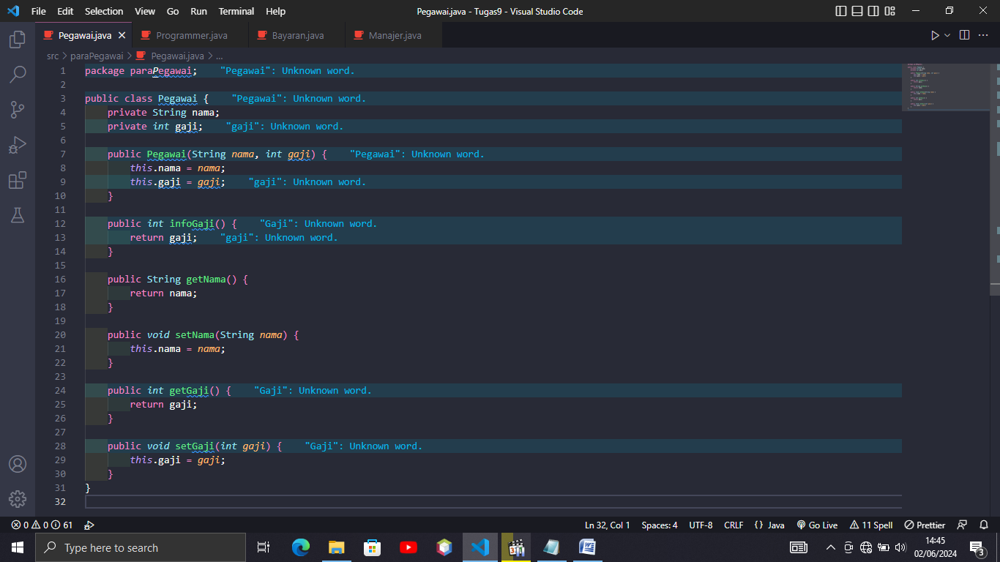 File Edit Selection View Go Run Terminal Help Pegawai.java - Tugas9 - Visual Studio Code
Pegawai.java Programmer.java Bayaran.java Manajer.java
src > paraPegawai > Pegawai.java > ...
1 package paraPegawai; "Pegawai": Unknown word.
2
3 public class Pegawai { "Pegawai": Unknown word.
4 private String nama;
5 private int gaji; "gaji": Unknown word.
6
7 public Pegawai(String nama, int gaji) { "Pegawai": Unknown word.
8 this.nama = nama;
9 this.gaji = gaji; "gaji": Unknown word.
10 }
11
12 public int infoGaji() { "Gaji": Unknown word.
13 return gaji; "gaji": Unknown word.
14 }
15
16 public String getNama() {
17 return nama;
18 }
19
20 public void setNama(String nama) {
21 this.nama = nama;
22 }
23
24 public int getGaji() { "Gaji": Unknown word.
25 return gaji;
26 }
27
28 public void setGaji(int gaji) { "Gaji": Unknown word.
29 this.gaji = gaji;
30 }
31 }
32
0 0 61 Ln 32, Col 1 Spaces: 4 UTF-8 CRLF {} Java Go Live 11 Spell Prettier
Type here to search 14:45
02/06/2024 3